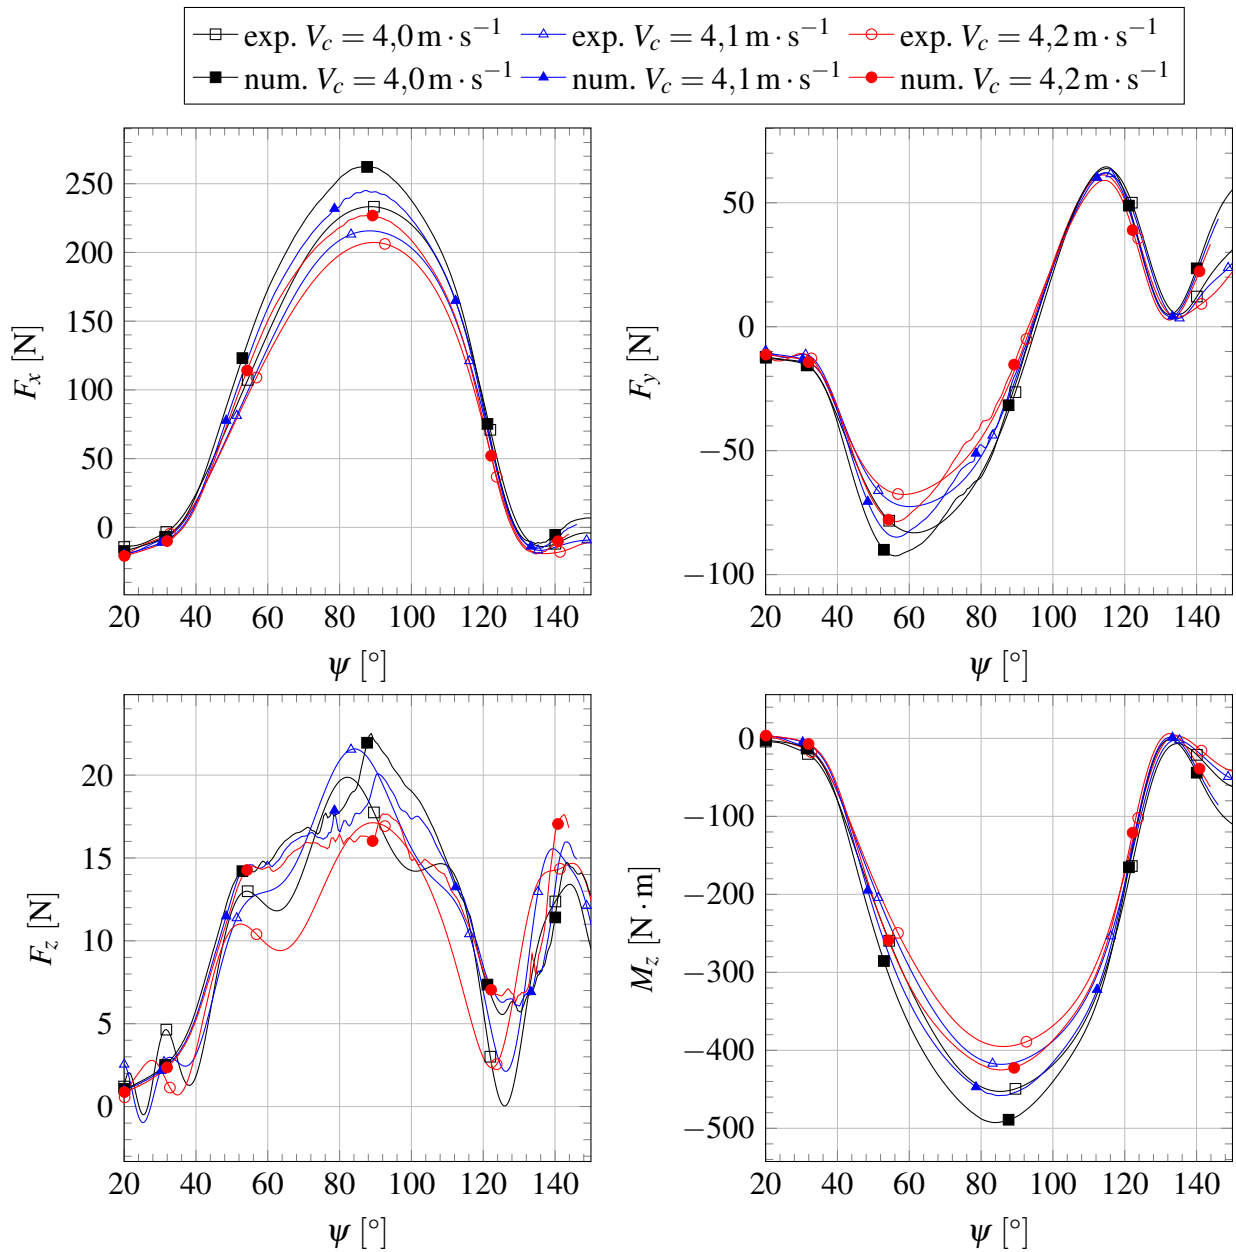 exp. V_c = 4,0 m · s⁻¹ exp. V_c = 4,1 m · s⁻¹ exp. V_c = 4,2 m · s⁻¹
num. V_c = 4,0 m · s⁻¹ num. V_c = 4,1 m · s⁻¹ num. V_c = 4,2 m · s⁻¹
250
200
150
100
50
0
F_x [N]
20 40 60 80 100 120 140
ψ [°]
50
0
−50
−100
F_y [N]
20 40 60 80 100 120 140
ψ [°]
20
15
10
5
0
F_z [N]
20 40 60 80 100 120 140
ψ [°]
0
−100
−200
−300
−400
−500
M_z [N · m]
20 40 60 80 100 120 140
ψ [°]